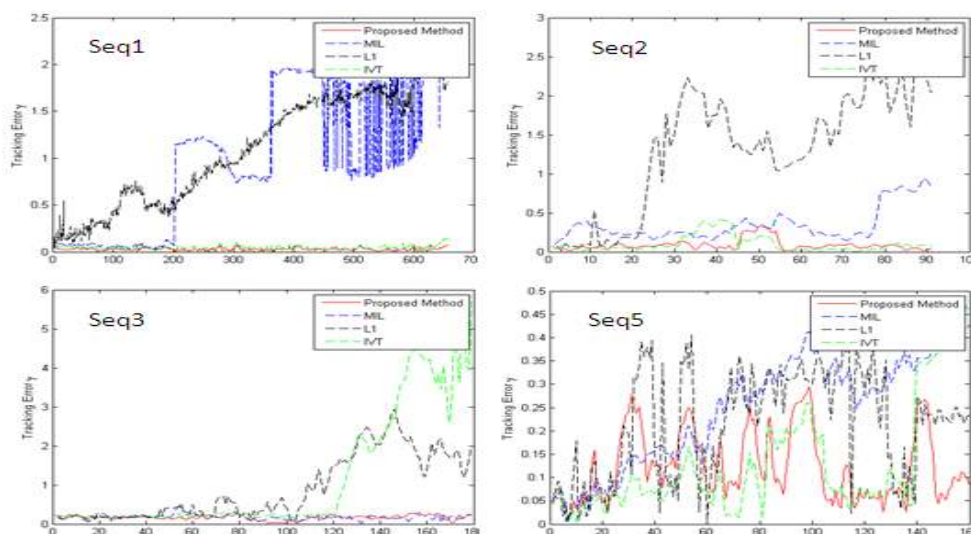 Seq1
Proposed Method
MIL
L1
IVT
Tracking Error
2.5
2
1.5
1
0.5
0
0 100 200 300 400 500 600 70
Seq2
Proposed Method
MIL
L1
IVT
Tracking Error
3
2.5
2
1.5
1
0.5
0
0 10 20 30 40 50 60 70 80 90 10
Seq3
Proposed Method
MIL
L1
IVT
Tracking Error
6
5
4
3
2
1
0
0 20 40 60 80 100 120 140 160 180
Seq5
Proposed Method
MIL
L1
IVT
Tracking Error
0.5
0.45
0.4
0.35
0.3
0.25
0.2
0.15
0.1
0.05
0
0 20 40 60 80 100 120 140 160